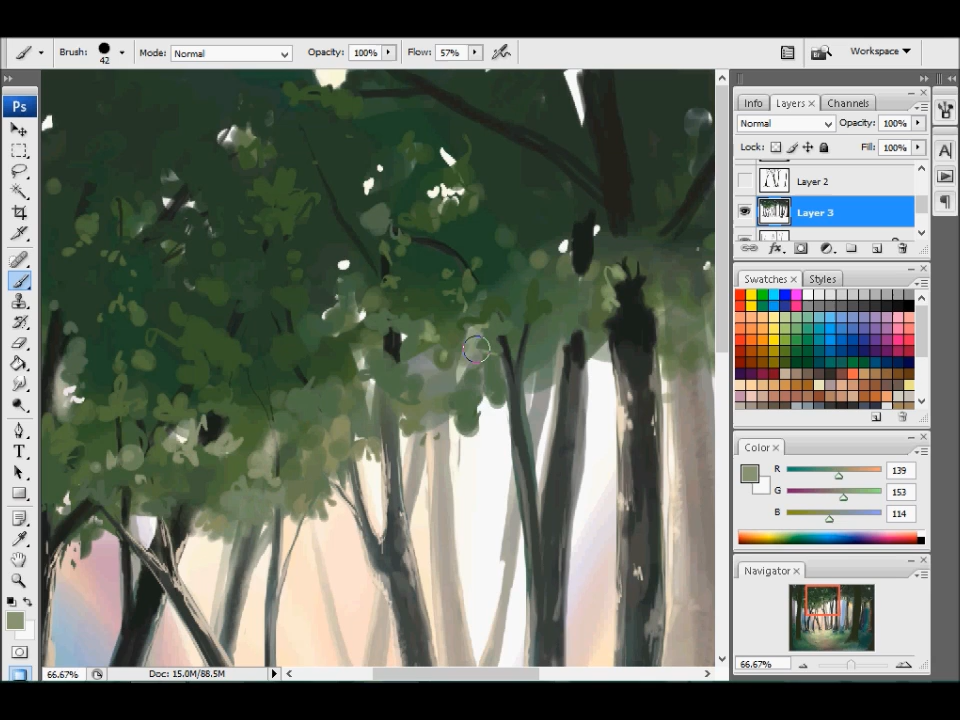 Brush:
42
Mode: Normal
Opacity: 100%
Flow: 57%
Workspace
Ps
T
Info Layers × Channels
Normal Opacity: 100%
Lock: Fill: 100%
Layer 2
Layer 3
fx
Swatches × Styles
Color ×
R 139
G 153
B 114
Navigator ×
66.67%
66.67% Doc: 15.0M/88.5M
A